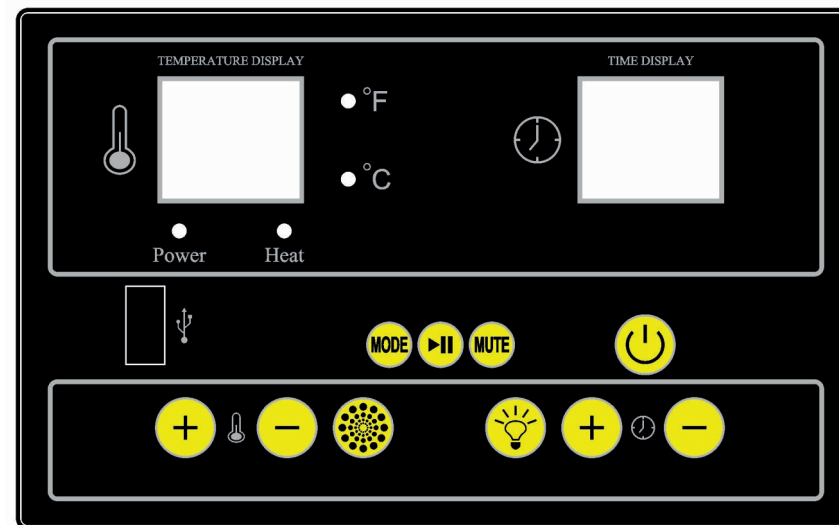 TEMPERATURE DISPLAY
TIME DISPLAY
°F
°C
Power
Heat
MODE
MUTE